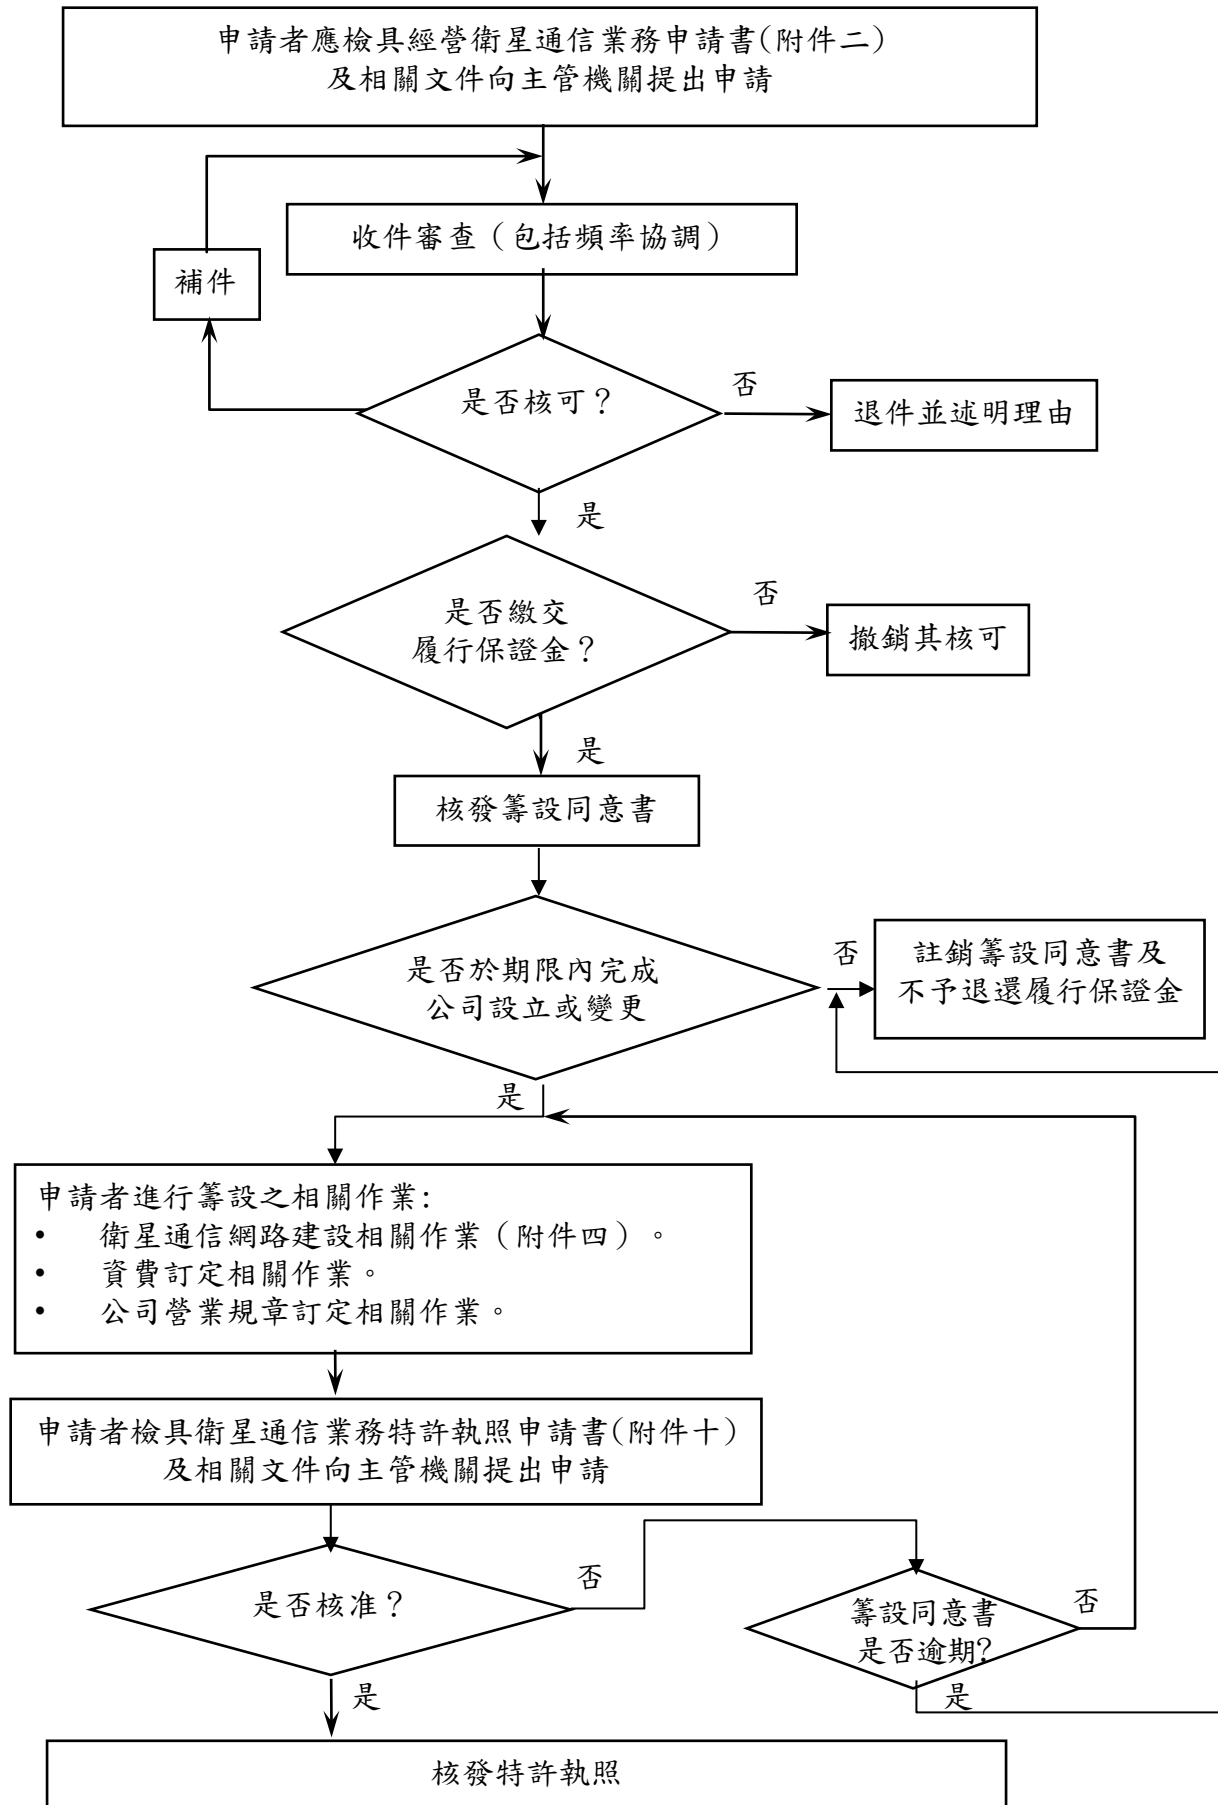 申請者應檢具經營衛星通信業務申請書(附件二)
及相關文件向主管機關提出申請
收件審查（包括頻率協調）
補件
是否核可？
否
退件並述明理由
是
是否繳交
履行保證金？
否
撤銷其核可
是
核發籌設同意書
是否於期限內完成
公司設立或變更
否
註銷籌設同意書及
不予退還履行保證金
是
申請者進行籌設之相關作業:
• 衛星通信網路建設相關作業（附件四）。
• 資費訂定相關作業。
• 公司營業規章訂定相關作業。
申請者檢具衛星通信業務特許執照申請書(附件十)
及相關文件向主管機關提出申請
是否核准？
否
籌設同意書
是否逾期?
否
是
是
核發特許執照